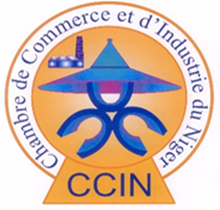 Chambre de Commerce et d'Industrie du Niger
CCIN